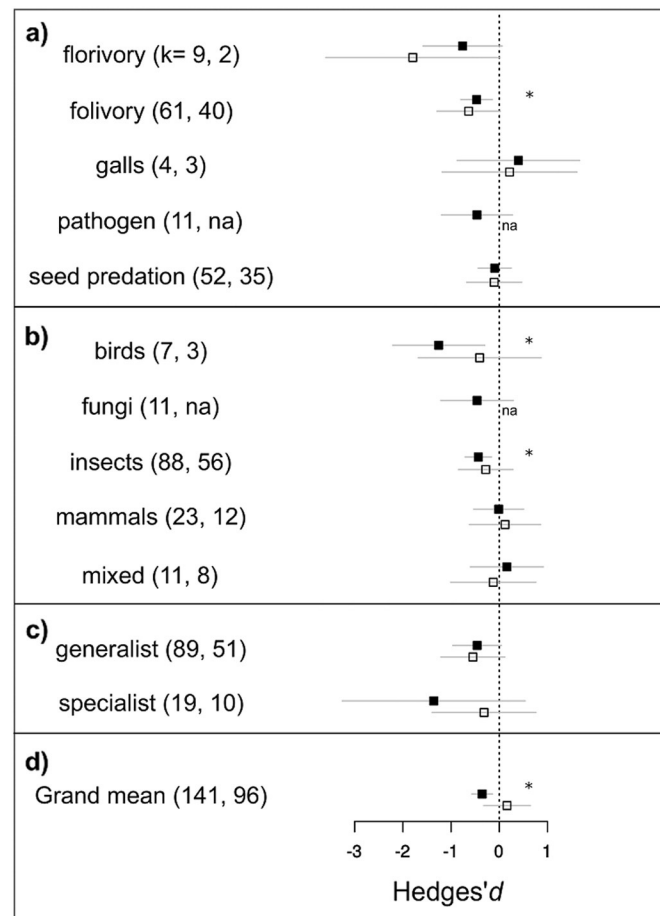 a)
florivory (k= 9, 2)
folivory (61, 40)
*
galls (4, 3)
pathogen (11, na)
na
seed predation (52, 35)
b)
birds (7, 3)
*
fungi (11, na)
na
insects (88, 56)
*
mammals (23, 12)
mixed (11, 8)
c)
generalist (89, 51)
specialist (19, 10)
d)
Grand mean (141, 96)
*
-3 -2 -1 0 1
Hedges'd